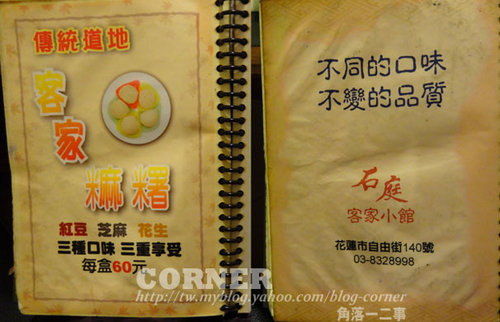 傳統道地
客家
麻糬
紅豆 芝麻 花生
三種口味 三重享受
每盒60元
不同的口味
不變的品質
石庭
客家小館
花蓮市自由街140號
03-8328998
CORNER
http://tw.myblog.yahoo.com/blog-corner
角落一二事